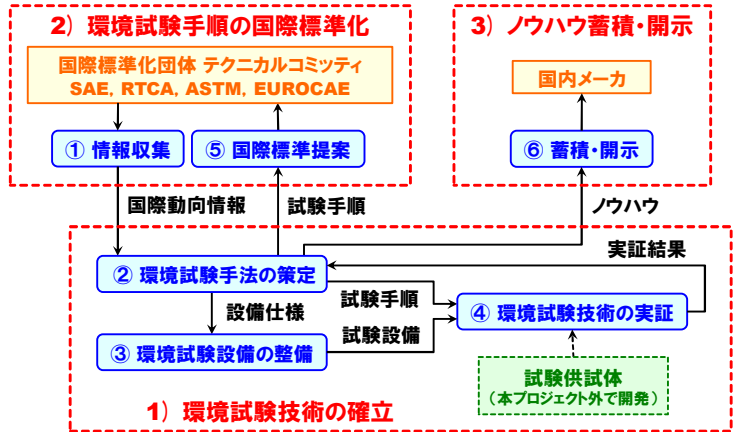 2） 環境試験手順の国際標準化
国際標準化団体 テクニカルコミッティ
SAE, RTCA, ASTM, EUROCAE
① 情報収集
⑤ 国際標準提案
3） ノウハウ蓄積・開示
国内メーカ
⑥ 蓄積・開示
国際動向情報
試験手順
ノウハウ
実証結果
② 環境試験手法の策定
試験手順
設備仕様
④ 環境試験技術の実証
試験設備
③ 環境試験設備の整備
試験供試体
（本プロジェクト外で開発）
1） 環境試験技術の確立